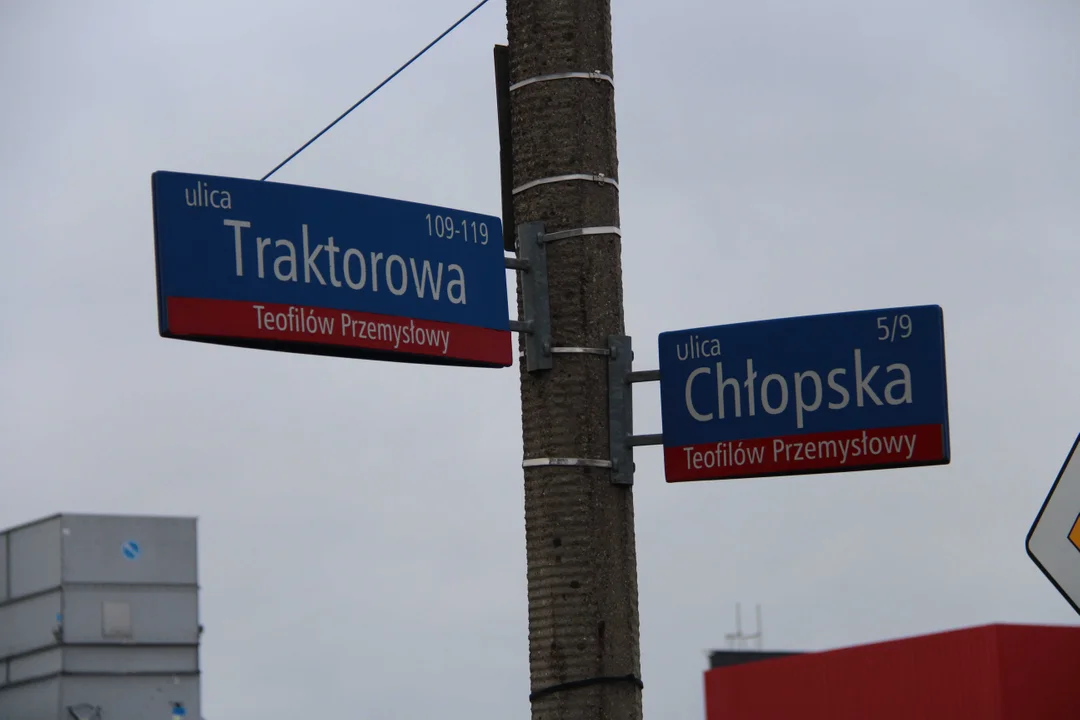 ulica
109-119
Traktorowa
Teofilów Przemysłowy
ulica
5/9
Chłopska
Teofilów Przemysłowy